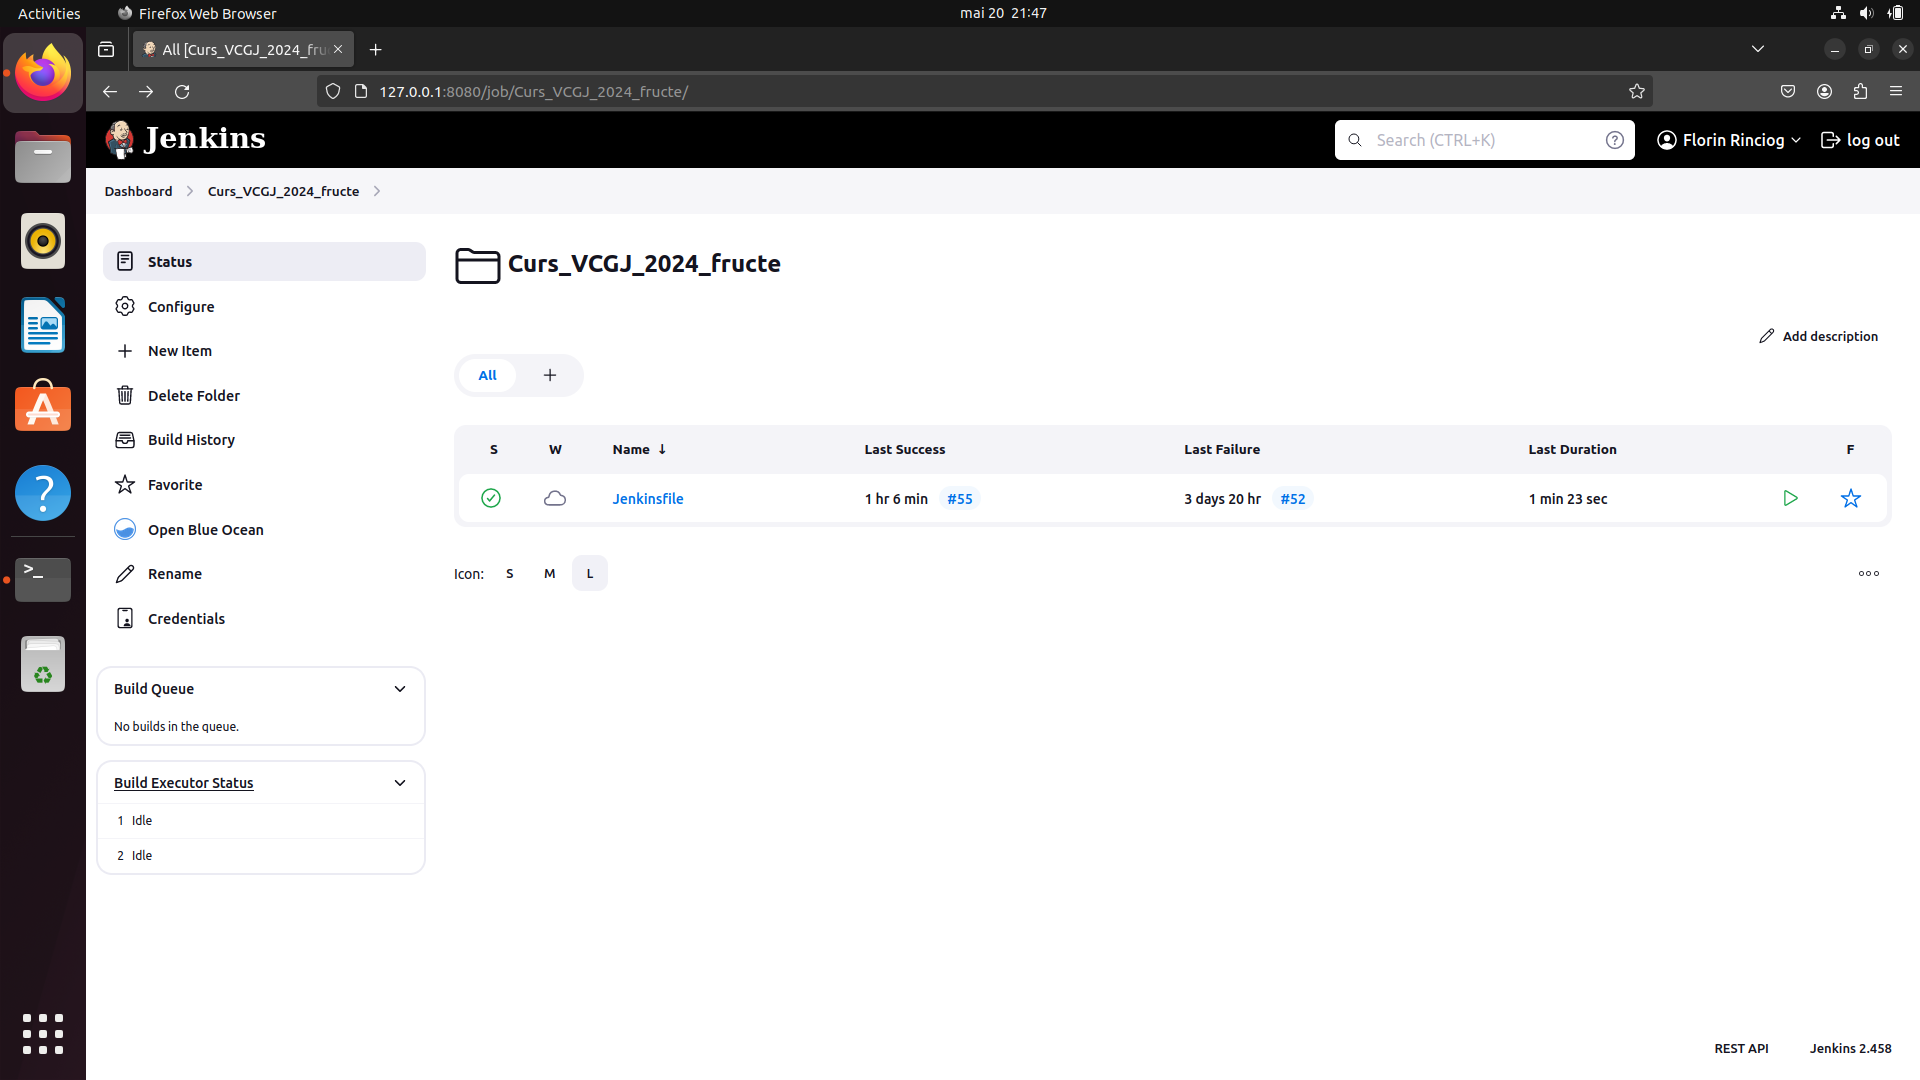 Activities
Firefox Web Browser
mai 20 21:47
All [Curs_VCGJ_2024_fru
127.0.0.1:8080/job/Curs_VCGJ_2024_fructe/
Jenkins
Search (CTRL+K)
Florin Rinciog
log out
Dashboard
Curs_VCGJ_2024_fructe
Status
Configure
New Item
Delete Folder
Build History
Favorite
Open Blue Ocean
Rename
Credentials
Build Queue
No builds in the queue.
Build Executor Status
1 Idle
2 Idle
Curs_VCGJ_2024_fructe
Add description
All +
S W Name ↓ Last Success Last Failure Last Duration F
Jenkinsfile 1 hr 6 min #55 3 days 20 hr #52 1 min 23 sec
Icon: S M L
REST API
Jenkins 2.458